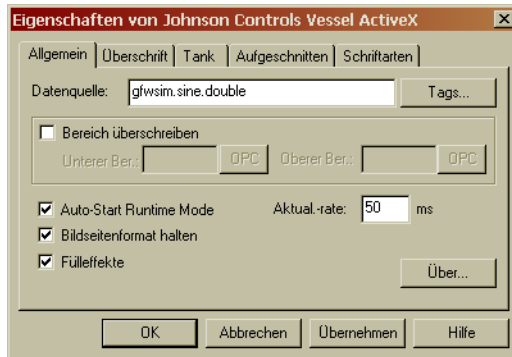 Eigenschaften von Johnson Controls Vessel ActiveX
Allgemein Überschrift Tank Aufgeschnitten Schriftarten
Datenquelle: gfwsim.sine.double Tags...
Bereich überschreiben
Unterer Ber.: OPC Oberer Ber.: OPC
Auto-Start Runtime Mode Aktual.-rate: 50 ms
Bildseitenformat halten
Fülleffekte
Über...
OK Abbrechen Übernehmen Hilfe